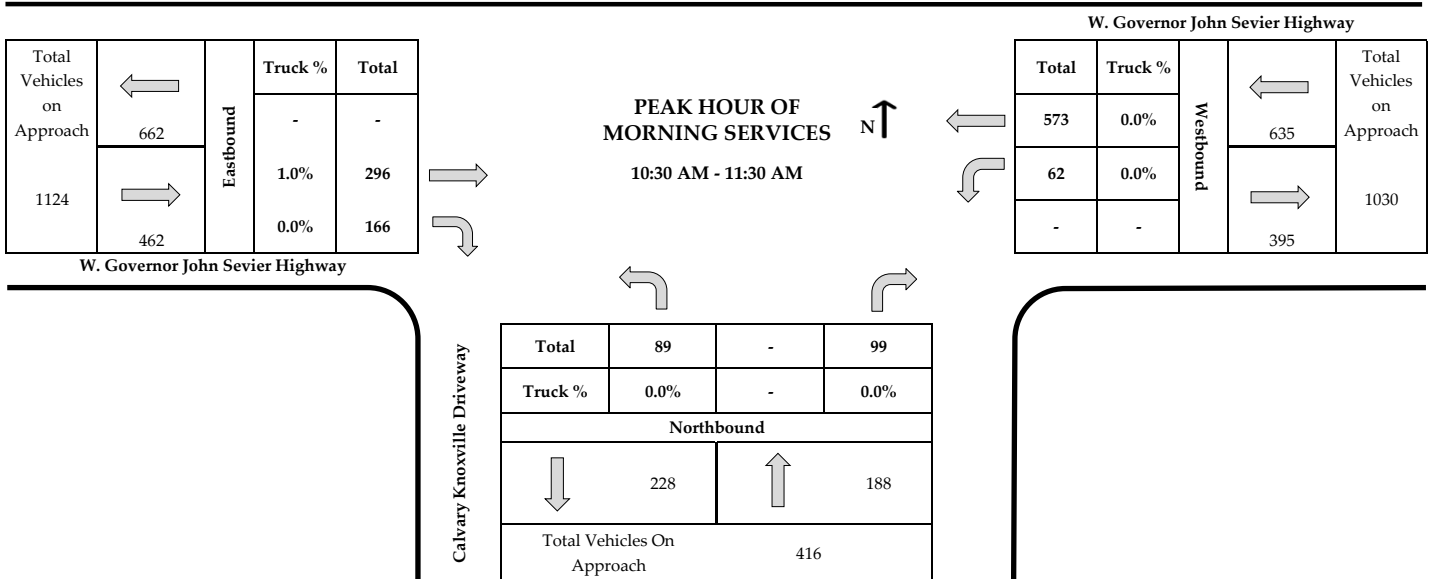 W. Governor John Sevier Highway
Total
Vehicles
on
Approach
1124
662
462
Eastbound
Truck % Total
- -
1.0% 296
0.0% 166
W. Governor John Sevier Highway
PEAK HOUR OF
MORNING SERVICES
N
10:30 AM - 11:30 AM
Total Truck %
573 0.0%
62 0.0%
- -
Westbound
635
395
Total
Vehicles
on
Approach
1030
Calvary Knoxville Driveway
Total 89 - 99
Truck % 0.0% - 0.0%
Northbound
228 188
Total Vehicles On
Approach
416